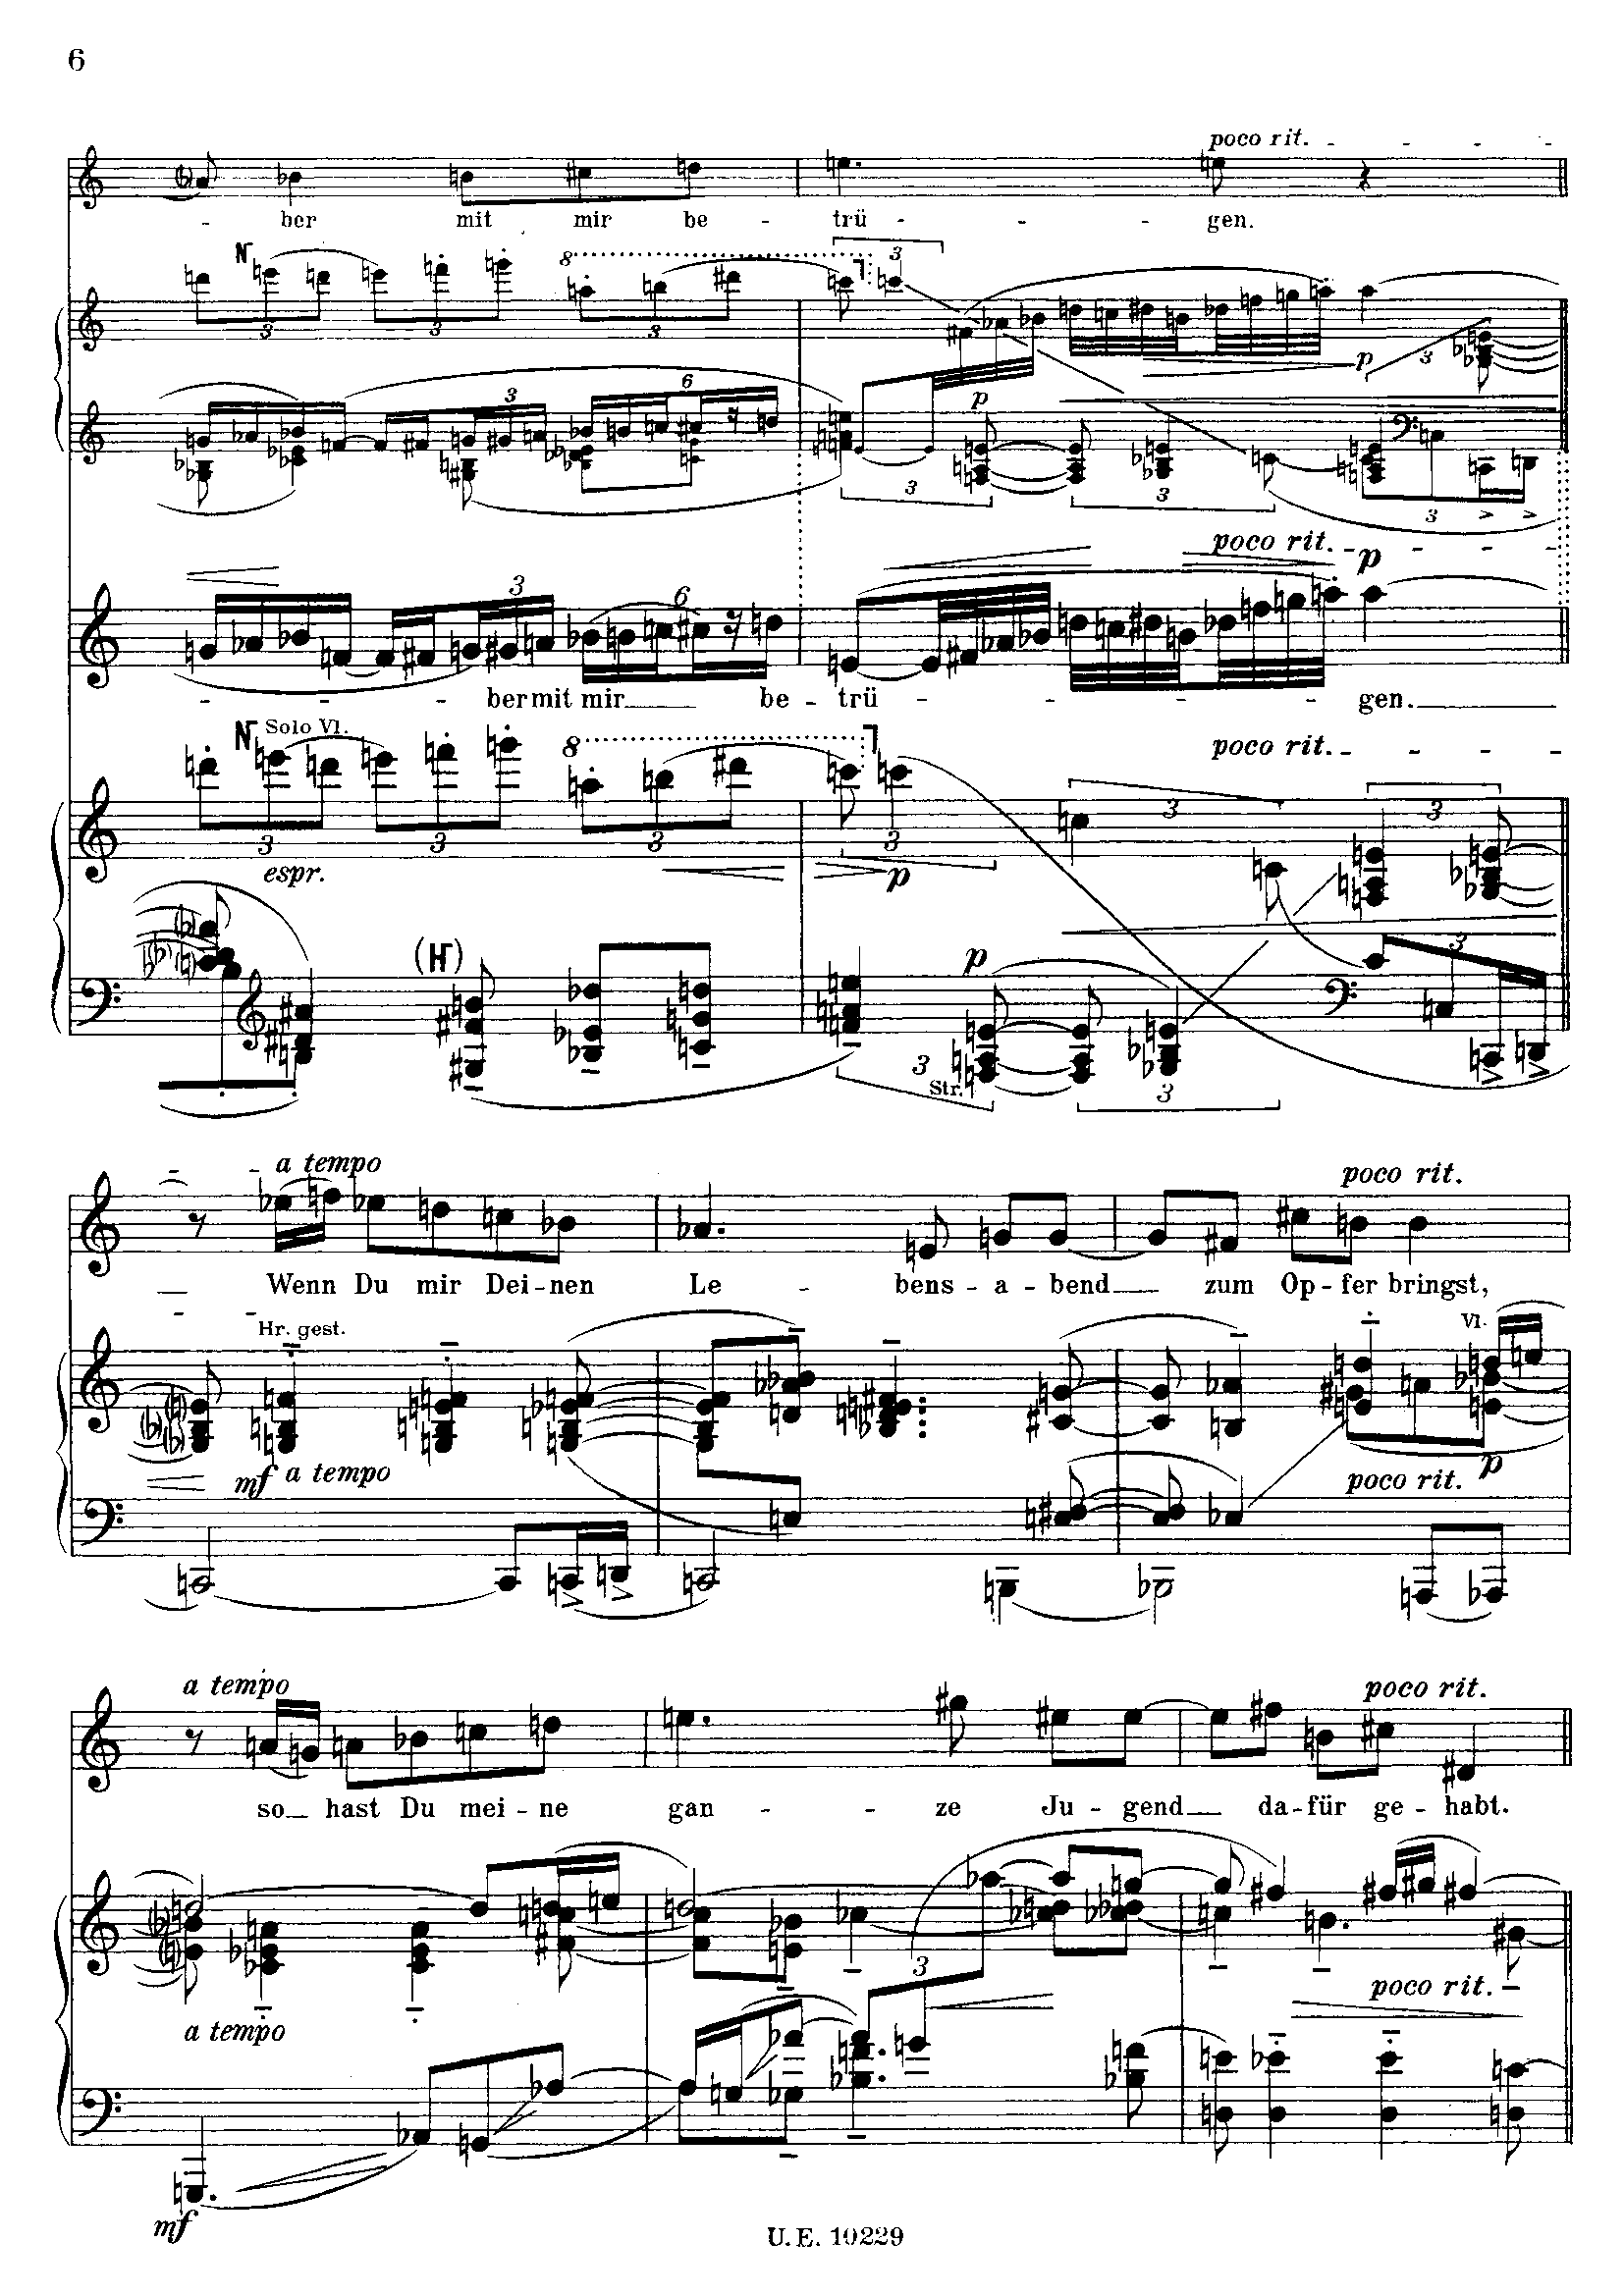 6
poco rit.
- ber mit mir be - trü - - - gen.
N
3 3 8 3 3
3
3 6 p 3
3 3 3
poco rit.
p
3 6
- - - ber mit mir be - trü - - - - - gen.
N Solo Vl. 8 poco rit.
3 3 3 3 3 3
espr. p
(H) p 3
3 Str. 3
a tempo poco rit.
Wenn Du mir Dei - nen Le - bens - a - bend zum Op - fer bringst,
Hr. gest. Vl.
mf a tempo poco rit. p
a tempo poco rit.
so hast Du mei - ne gan - - ze Ju - gend da - für ge - habt.
3
a tempo poco rit.
mf
U. E. 10229